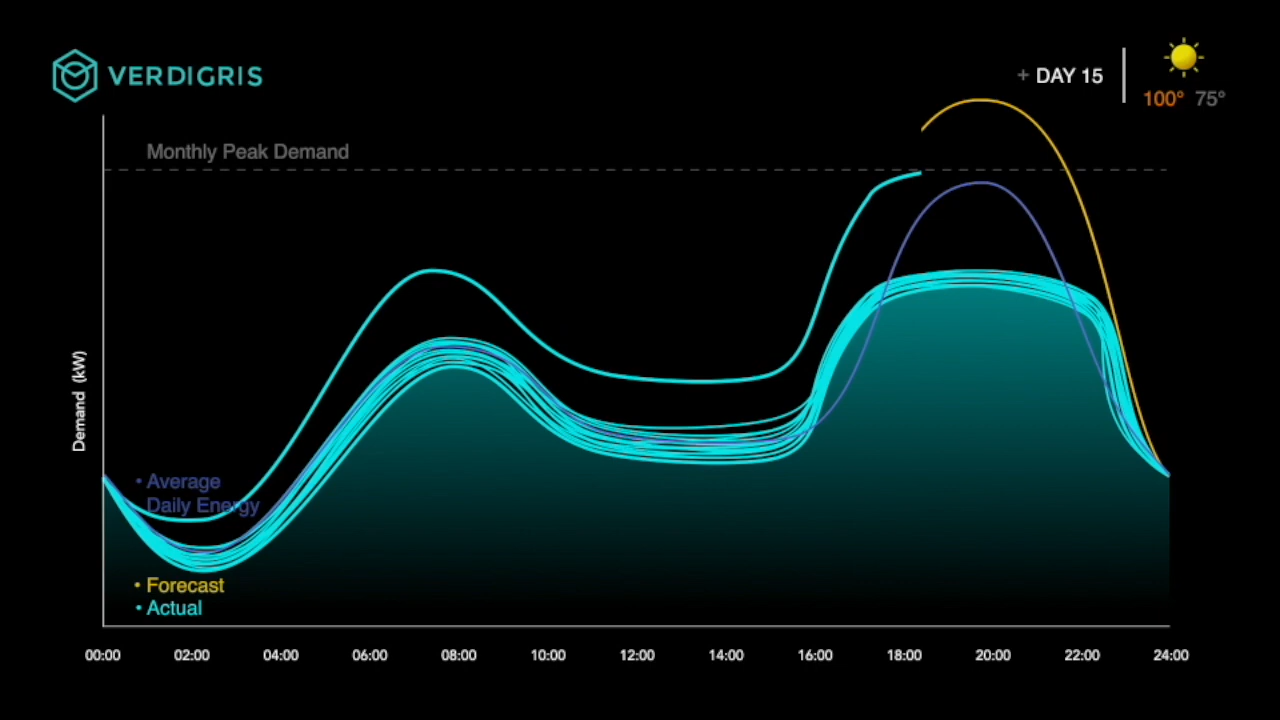 VERDIGRIS
+ DAY 15
100° 75°
Monthly Peak Demand
Demand (kW)
• Average
Daily Energy
• Forecast
• Actual
00:00 02:00 04:00 06:00 08:00 10:00 12:00 14:00 16:00 18:00 20:00 22:00 24:00